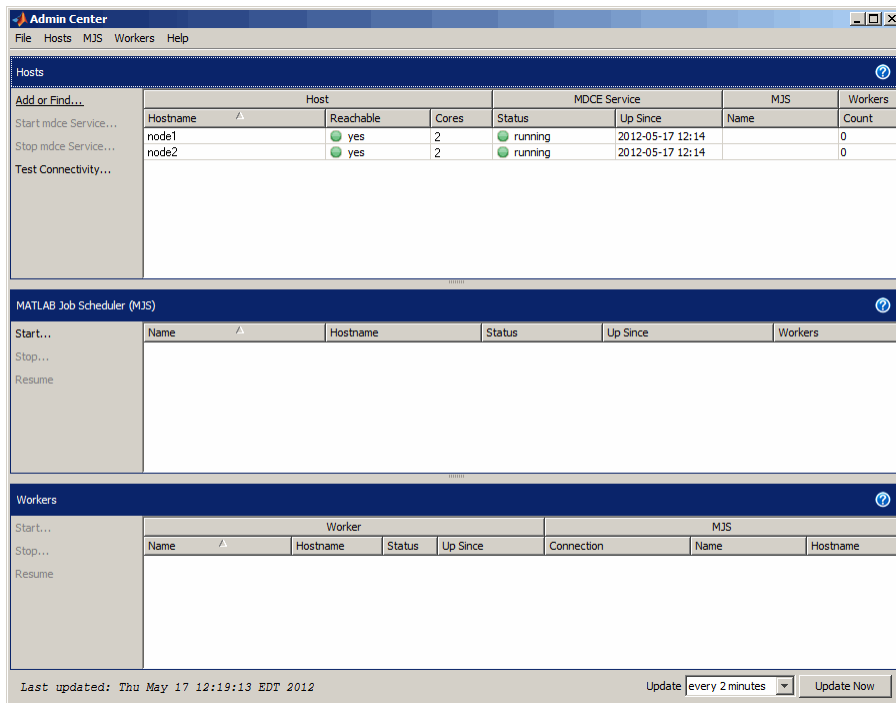 Admin Center
File Hosts MJS Workers Help
Hosts
Add or Find...
Start mdce Service...
Stop mdce Service...
Test Connectivity...
Host MDCE Service MJS Workers
Hostname Reachable Cores Status Up Since Name Count
node1 yes 2 running 2012-05-17 12:14 0
node2 yes 2 running 2012-05-17 12:14 0
MATLAB Job Scheduler (MJS)
Start...
Stop...
Resume
Name Hostname Status Up Since Workers
Workers
Start...
Stop...
Resume
Worker MJS
Name Hostname Status Up Since Connection Name Hostname
Last updated: Thu May 17 12:19:13 EDT 2012
Update every 2 minutes Update Now